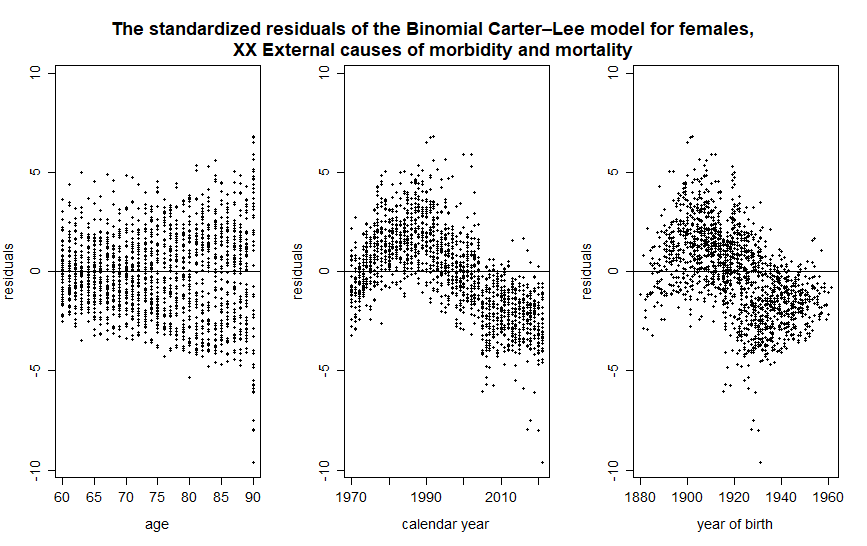 The standardized residuals of the Binomial Carter–Lee model for females,
XX External causes of morbidity and mortality
residuals
10
5
0
-5
-10
60 65 70 75 80 85 90
age
residuals
10
5
0
-5
-10
1970 1990 2010
calendar year
residuals
10
5
0
-5
-10
1880 1900 1920 1940 1960
year of birth